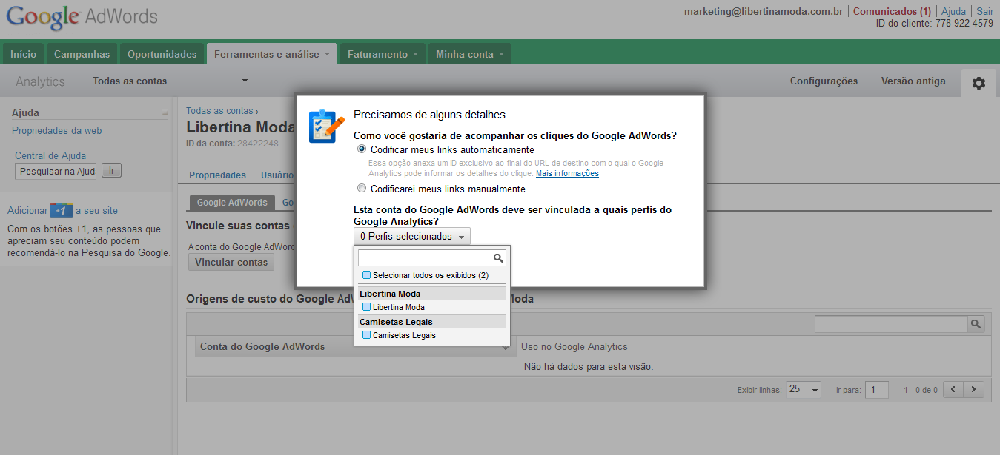 Google AdWords
marketing@libertinamoda.com.br | Comunicados (1) | Ajuda | Sair
ID do cliente: 778-922-4579
Início Campanhas Oportunidades Ferramentas e análise Faturamento Minha conta
Analytics Todas as contas Configurações Versão antiga
Ajuda
Propriedades da web
Central de Ajuda
Pesquisar na Ajud Ir
Adicionar +1 a seu site
Com os botões +1, as pessoas que
apreciam seu conteúdo podem
recomendá-lo na Pesquisa do Google.
Todas as contas ›
Libertina Moda
ID da conta: 28422248
Propriedades Usuário
Google AdWords Go
Vincule suas contas
A conta do Google AdWor
Vincular contas
Precisamos de alguns detalhes...
Como você gostaria de acompanhar os cliques do Google AdWords?
Codificar meus links automaticamente
Essa opção anexa um ID exclusivo ao final do URL de destino com o qual o Google
Analytics pode informar os detalhes do clique. Mais informações
Codificarei meus links manualmente
Esta conta do Google AdWords deve ser vinculada a quais perfis do
Google Analytics?
0 Perfis selecionados
Selecionar todos os exibidos (2)
Libertina Moda
Libertina Moda
Camisetas Legais
Camisetas Legais
Origens de custo do Google AdW Moda
Conta do Google AdWords Uso no Google Analytics
Não há dados para esta visão.
Exibir linhas: 25 Ir para: 1 1 - 0 de 0